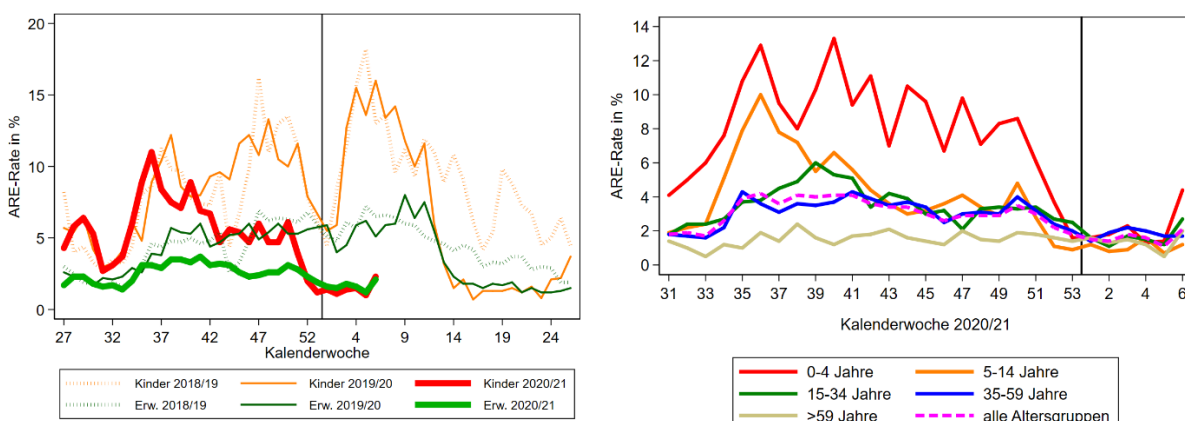 ARE-Rate in %
20
15
10
5
0
27 32 37 42 47 52 4 9 14 19 24
Kalenderwoche
Kinder 2018/19 Kinder 2019/20 Kinder 2020/21
Erw. 2018/19 Erw. 2019/20 Erw. 2020/21
ARE-Rate in %
14
12
10
8
6
4
2
0
31 33 35 37 39 41 43 45 47 49 51 53 2 4 6
Kalenderwoche 2020/21
0-4 Jahre 5-14 Jahre
15-34 Jahre 35-59 Jahre
>59 Jahre alle Altersgruppen